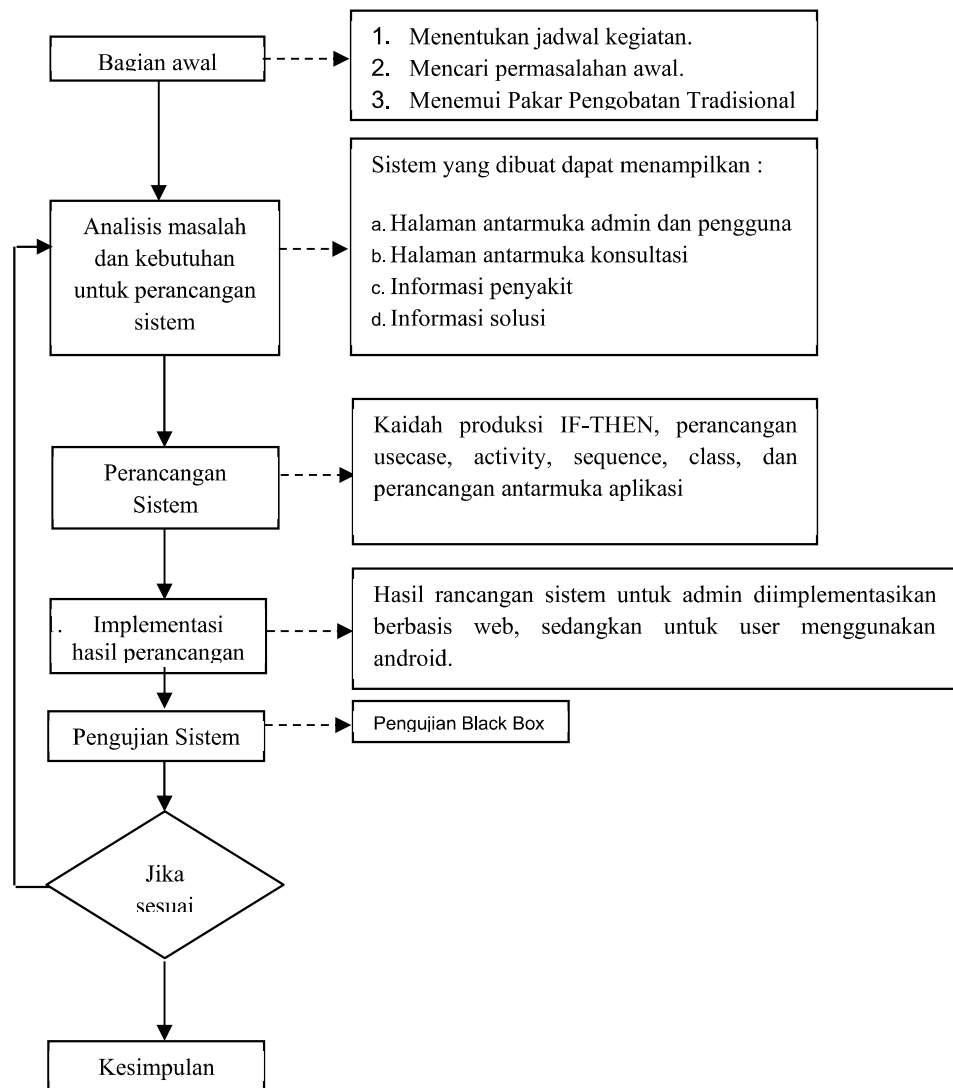 Bagian awal
1. Menentukan jadwal kegiatan.
2. Mencari permasalahan awal.
3. Menemui Pakar Pengobatan Tradisional
Analisis masalah
dan kebutuhan
untuk perancangan
sistem
Sistem yang dibuat dapat menampilkan :
a. Halaman antarmuka admin dan pengguna
b. Halaman antarmuka konsultasi
c. Informasi penyakit
d. Informasi solusi
Perancangan
Sistem
Kaidah produksi IF-THEN, perancangan
usecase, activity, sequence, class, dan
perancangan antarmuka aplikasi
. Implementasi
hasil perancangan
Hasil rancangan sistem untuk admin diimplementasikan
berbasis web, sedangkan untuk user menggunakan
android.
Pengujian Sistem
Pengujian Black Box
Jika
sesuai
Kesimpulan